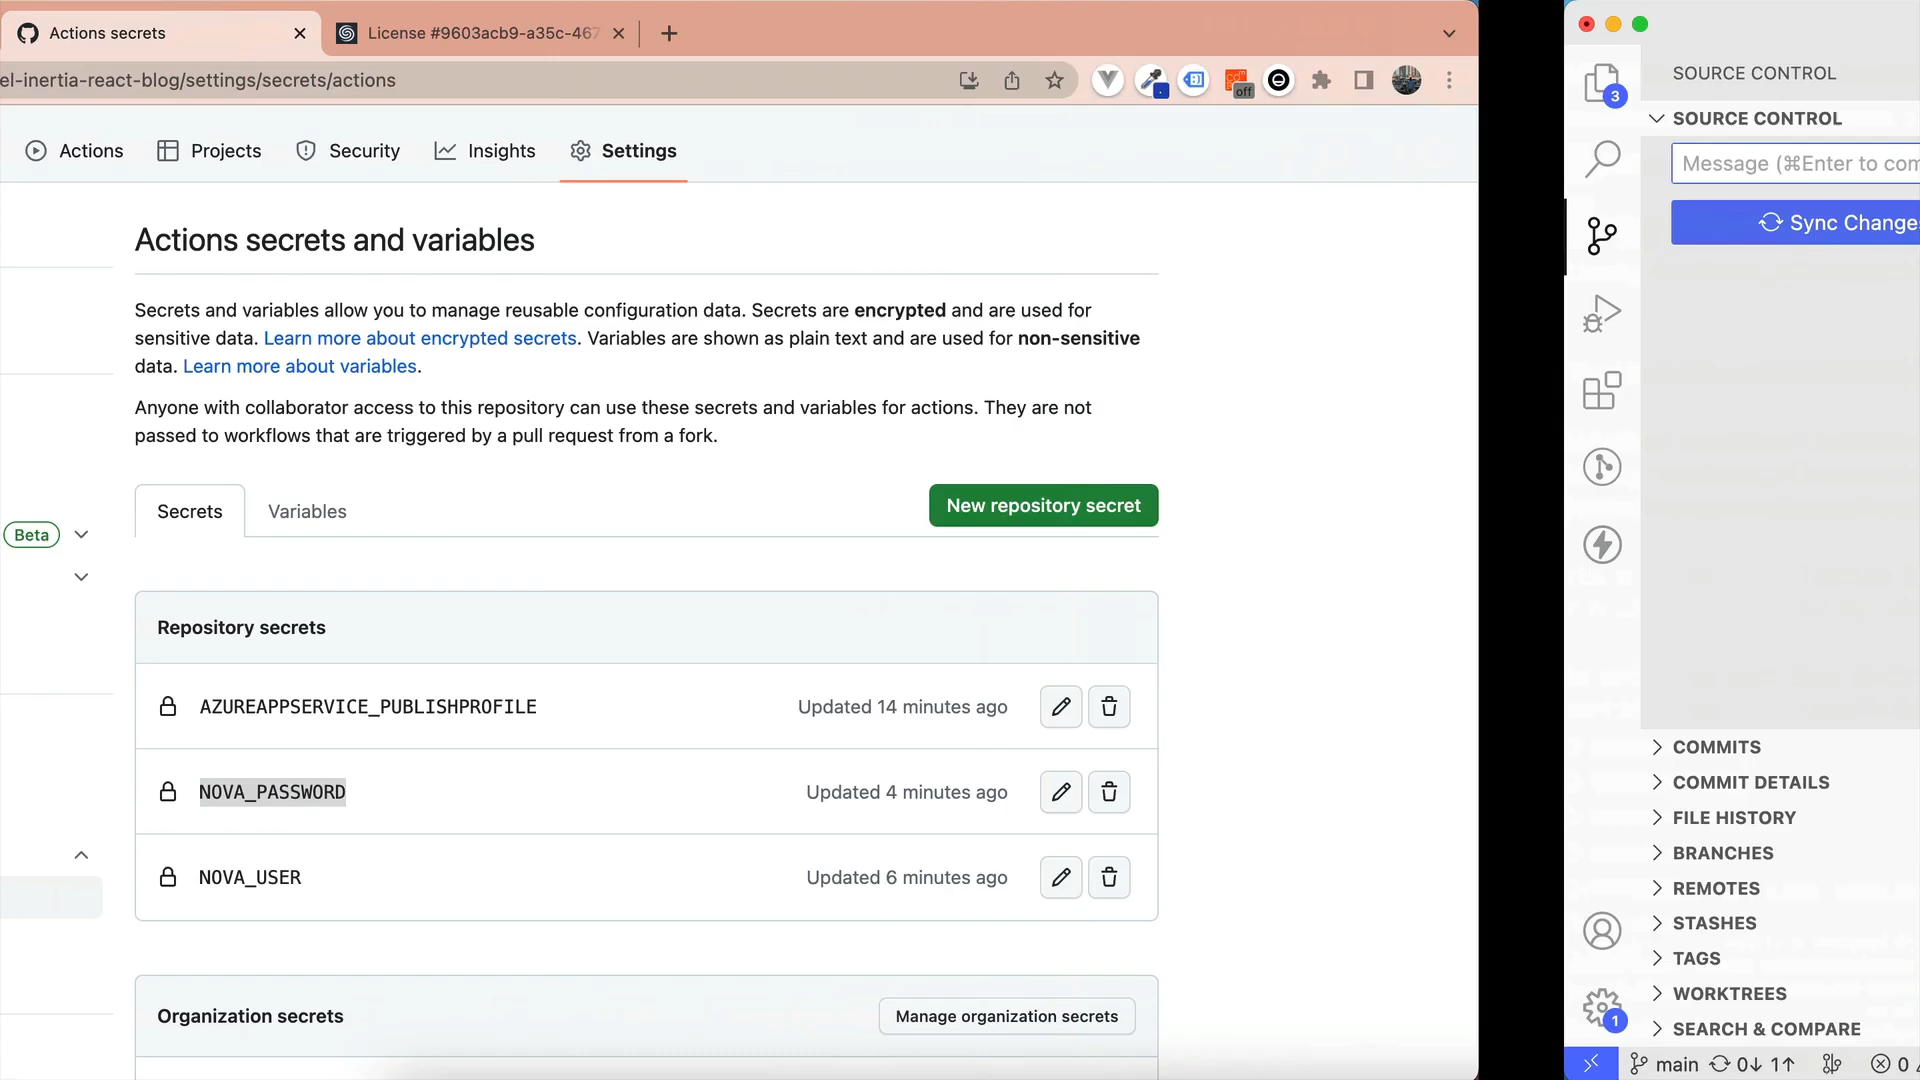 Actions secrets
License #9603acb9-a35c-467
el-inertia-react-blog/settings/secrets/actions
off
Actions
Projects
Security
Insights
Settings
Actions secrets and variables
Secrets and variables allow you to manage reusable configuration data. Secrets are encrypted and are used for
sensitive data. Learn more about encrypted secrets. Variables are shown as plain text and are used for non-sensitive
data. Learn more about variables.
Anyone with collaborator access to this repository can use these secrets and variables for actions. They are not
passed to workflows that are triggered by a pull request from a fork.
Secrets
Variables
New repository secret
Beta
Repository secrets
AZUREAPPSERVICE_PUBLISHPROFILE
Updated 14 minutes ago
NOVA_PASSWORD
Updated 4 minutes ago
NOVA_USER
Updated 6 minutes ago
Organization secrets
Manage organization secrets
SOURCE CONTROL
3
SOURCE CONTROL
Message (⌘Enter to com
Sync Changes
COMMITS
COMMIT DETAILS
FILE HISTORY
BRANCHES
REMOTES
STASHES
TAGS
WORKTREES
1
SEARCH & COMPARE
main 0↓ 1↑ 0